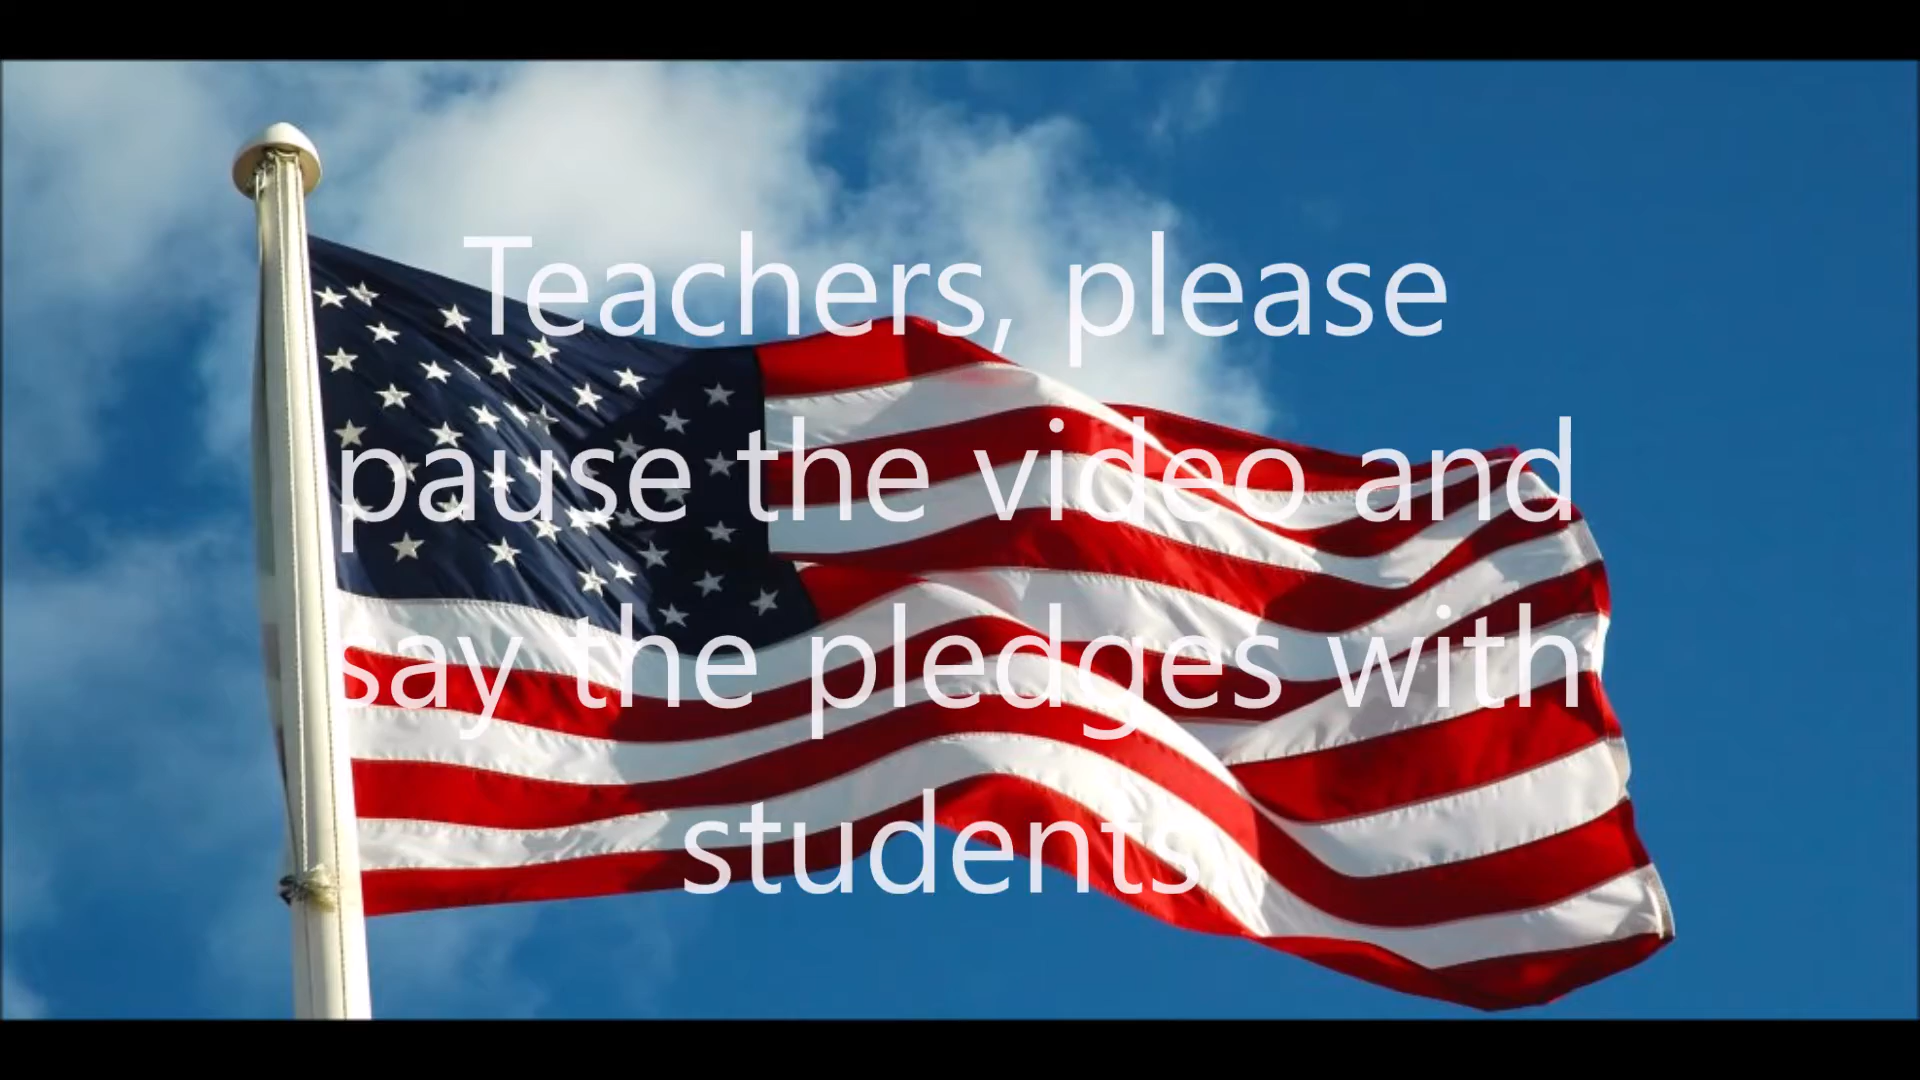 Teachers, please
pause the video and
say the pledges with
students